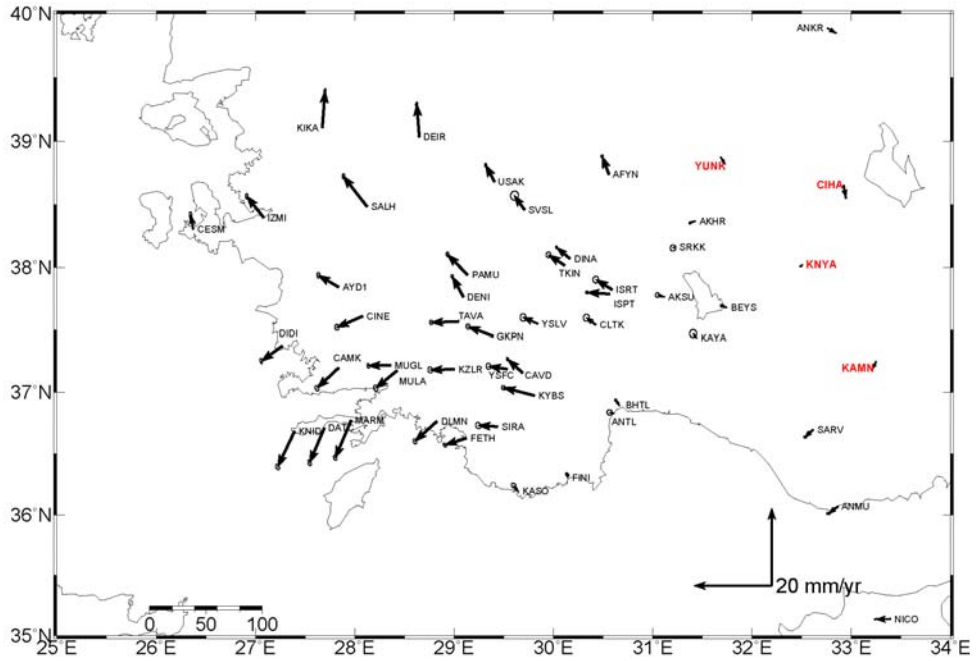 40°N
ANKR
39°N
KIKA
DEIR
YUNK
CIHA
USAK
AFYN
SALH
SVSL
IZMI
CESM
AKHR
SRKK
38°N
DINA
TKIN
KNYA
PAMU
AYD1
ISRT
DENI
ISPT
AKSU
BEYS
CINE
TAVA
YSLV
CLTK
DIDI
GKPN
KAYA
CAMK
MUGL
KZLR
YSFC
CAVD
KAMN
MULA
37°N
KYBS
BHTL
ANTL
KNID
DAT
MARM
DLMN
SIRA
SARV
FETH
FINI
KASO
36°N
ANMU
20 mm/yr
0 50 100
NICO
35°N
25°E 26°E 27°E 28°E 29°E 30°E 31°E 32°E 33°E 34°E